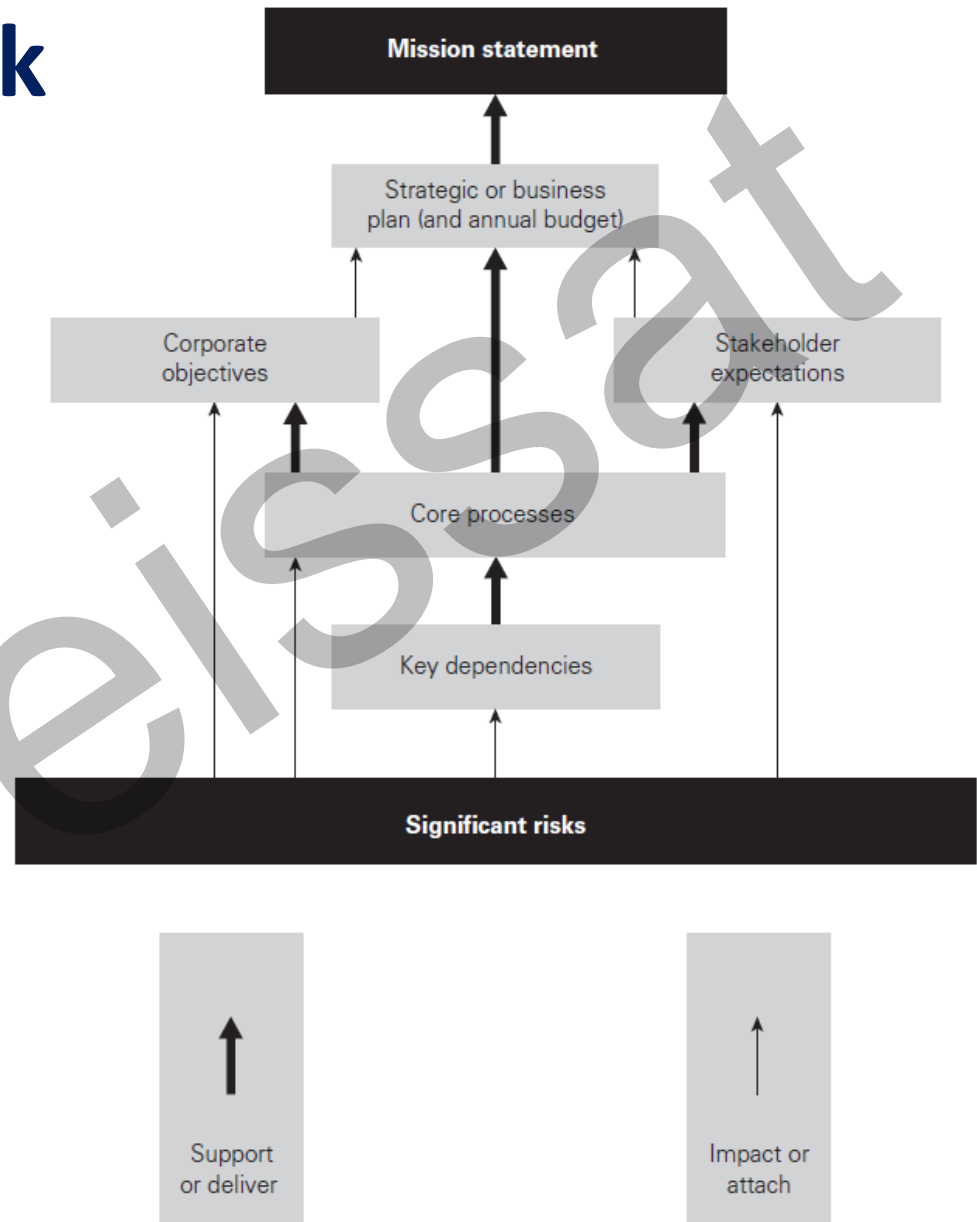 k
Mission statement
Strategic or business
plan (and annual budget)
Corporate
objectives
Stakeholder
expectations
Core processes
Key dependencies
Significant risks
Support
or deliver
Impact or
attach
eissat